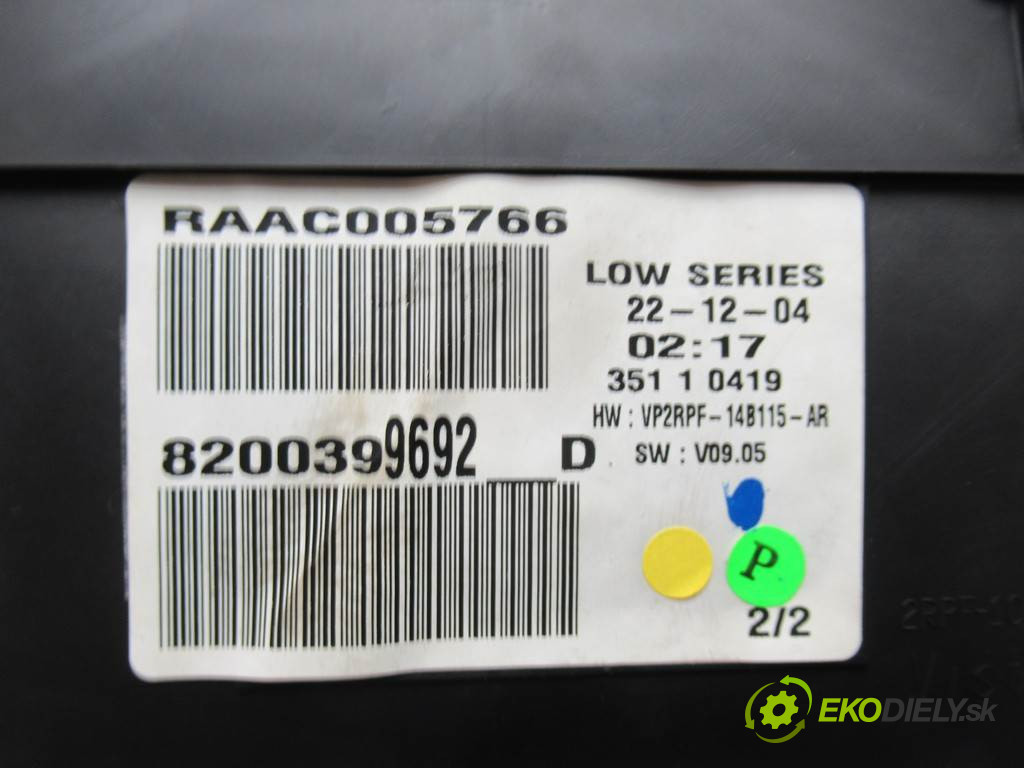 RAAC005766
LOW SERIES
22-12-04
02:17
351 1 0419
HW : VP2RPF-14B115-AR
8200399692___D
SW : V09.05
P
2/2
EKODIELY.sk